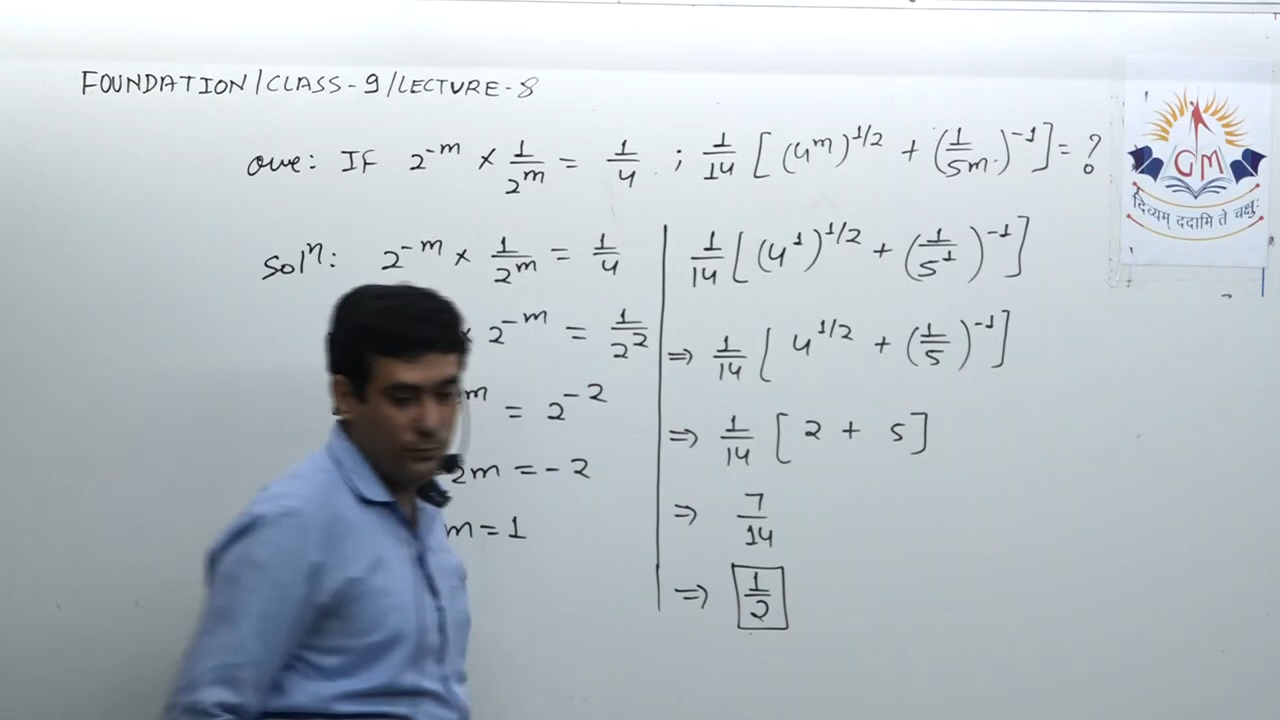 FOUNDATION/CLASS-9/LECTURE-8
Que: IF 2^{-m} × 1/2^m = 1/4 ; 1/14 [(4^m)^{1/2} + (1/5^m)^{-1}] = ?
Solⁿ: 2^{-m} × 1/2^m = 1/4
× 2^{-m} = 1/2^2
m = 2^{-2}
2m = -2
m = 1
1/14 [(4^1)^{1/2} + (1/5^1)^{-1}]
⇒ 1/14 [4^{1/2} + (1/5)^{-1}]
⇒ 1/14 [2 + 5]
⇒ 7/14
⇒ 1/2
GM
दिव्यम् ददामि ते चक्षुः